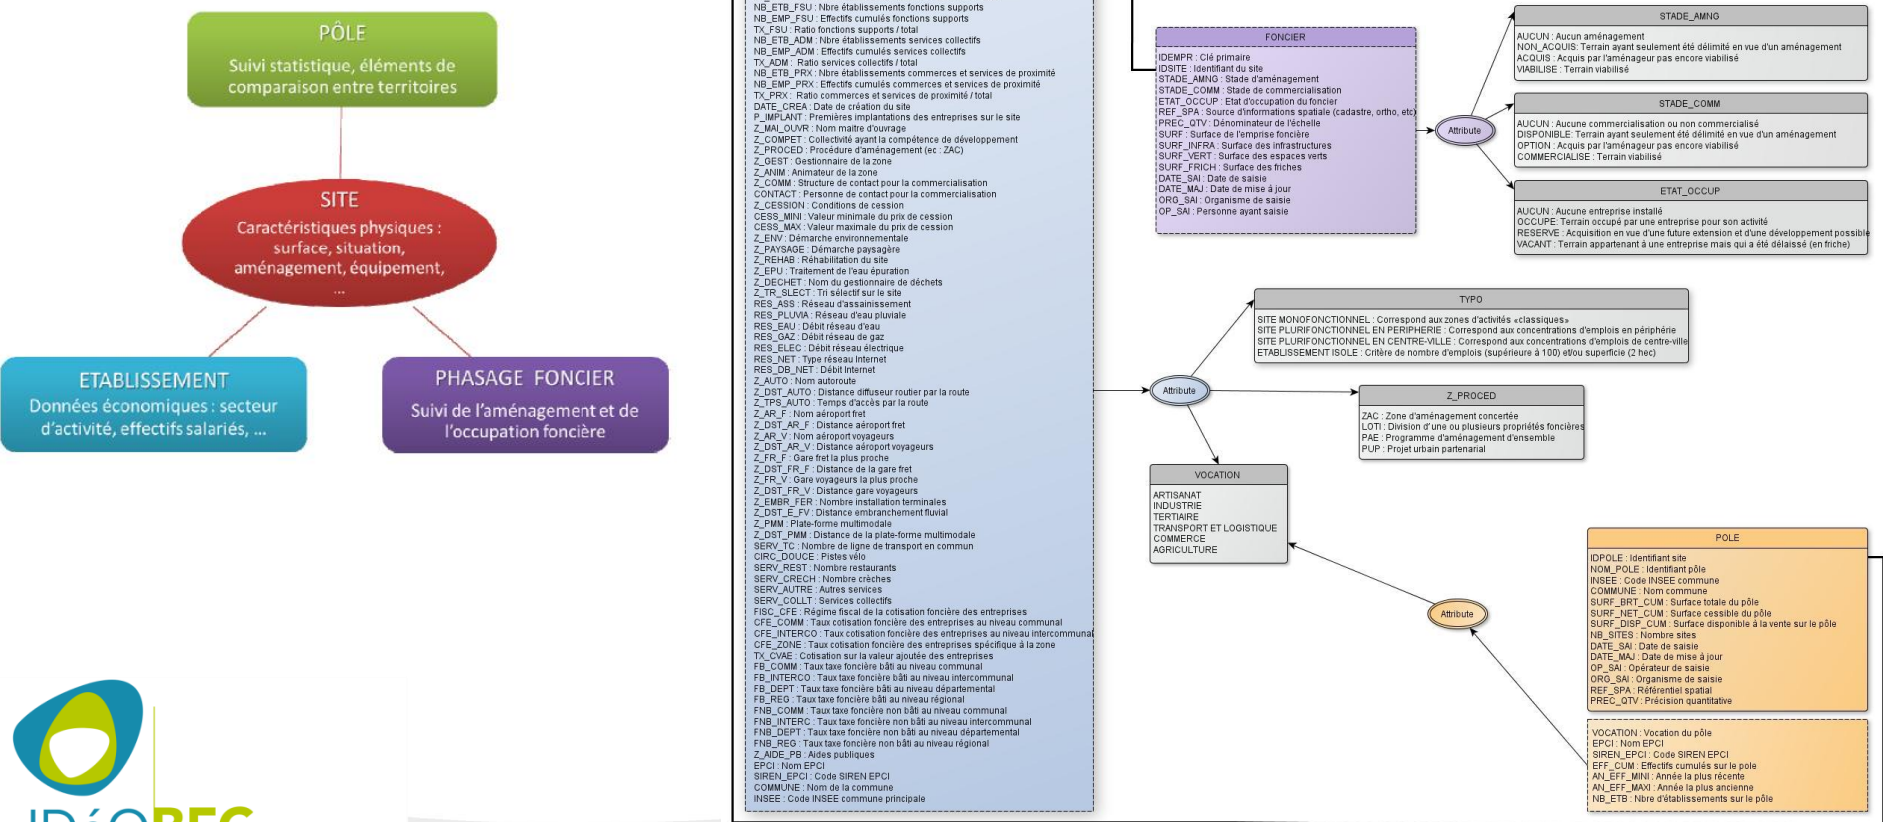 PÔLE
Suivi statistique, éléments de
comparaison entre territoires
SITE
Caractéristiques physiques :
surface, situation,
aménagement, équipement,
...
ETABLISSEMENT
Données économiques : secteur
d'activité, effectifs salariés, ...
PHASAGE FONCIER
Suivi de l'aménagement et de
l'occupation foncière
NB_ETB_FSU : Nbre établissements fonctions supports
NB_EMP_FSU : Effectifs cumulés fonctions supports
TX_FSU : Ratio fonctions supports / total
NB_ETB_ADM : Nbre établissements services collectifs
NB_EMP_ADM : Effectifs cumulés services collectifs
TX_ADM : Ratio services collectifs / total
NB_ETB_PRX : Nbre établissements commerces et services de proximité
NB_EMP_PRX : Effectifs cumulés commerces et services de proximité
TX_PRX : Ratio commerces et services de proximité / total
DATE_CREA : Date de création du site
P_IMPLANT : Premières implantations des entreprises sur le site
Z_MAI_OUVR : Nom maitre d'ouvrage
Z_COMPET : Collectivité ayant la compétence de développement
Z_PROCED : Procédure d'aménagement (ec : ZAC)
Z_GEST : Gestionnaire de la zone
Z_ANIM : Animateur de la zone
Z_COMM : Structure de contact pour la commercialisation
CONTACT : Personne de contact pour la commercialisation
Z_CESSION : Conditions de cession
CESS_MINI : Valeur minimale du prix de cession
CESS_MAX : Valeur maximale du prix de cession
Z_ENV : Démarche environnementale
Z_PAYSAGE : Démarche paysagère
Z_REHAB : Réhabilitation du site
Z_EPU : Traitement de l'eau épuration
Z_DECHET : Nom du gestionnaire de déchets
Z_TR_SLECT : Tri sélectif sur le site
RES_ASS : Réseau d'assainissement
RES_PLUVIA : Réseau d'eau pluviale
RES_EAU : Débit réseau d'eau
RES_GAZ : Débit réseau de gaz
RES_ELEC : Débit réseau électrique
RES_NET : Type réseau Internet
RES_DB_NET : Débit Internet
Z_AUTO : Nom autoroute
Z_DST_AUTO : Distance diffuseur routier par la route
Z_TPS_AUTO : Temps d'accès par la route
Z_AR_F : Nom aéroport fret
Z_DST_AR_F : Distance aéroport fret
Z_AR_V : Nom aéroport voyageurs
Z_DST_AR_V : Distance aéroport voyageurs
Z_FR_F : Gare fret la plus proche
Z_DST_FR_F : Distance de la gare fret
Z_FR_V : Gare voyageurs la plus proche
Z_DST_FR_V : Distance gare voyageurs
Z_EMBR_FER : Nombre installation terminales
Z_DST_E_FV : Distance embranchement fluvial
Z_PMM : Plate-forme multimodale
Z_DST_PMM : Distance de la plate-forme multimodale
SERV_TC : Nombre de ligne de transport en commun
CIRC_DOUCE : Pistes vélo
SERV_REST : Nombre restaurants
SERV_CRECH : Nombre crèches
SERV_AUTRE : Autres services
SERV_COLLT : Services collectifs
FISC_CFE : Régime fiscal de la cotisation foncière des entreprises
CFE_COMM : Taux cotisation foncière des entreprises au niveau communal
CFE_INTERCO : Taux cotisation foncière des entreprises au niveau intercommunal
CFE_ZONE : Taux cotisation foncière des entreprises spécifique à la zone
TX_CVAE : Cotisation sur la valeur ajoutée des entreprises
FB_COMM : Taux taxe foncière bâti au niveau communal
FB_INTERCO : Taux taxe foncière bâti au niveau intercommunal
FB_DEPT : Taux taxe foncière bâti au niveau départemental
FB_REG : Taux taxe foncière bâti au niveau régional
FNB_COMM : Taux taxe foncière non bâti au niveau communal
FNB_INTERC : Taux taxe foncière non bâti au niveau intercommunal
FNB_DEPT : Taux taxe foncière non bâti au niveau départemental
FNB_REG : Taux taxe foncière non bâti au niveau régional
Z_AIDE_PB : Aides publiques
EPCI : Nom EPCI
SIREN_EPCI : Code SIREN EPCI
COMMUNE : Nom de la commune
INSEE : Code INSEE commune principale
FONCIER
IDEMPR : Clé primaire
IDSITE : Identifiant du site
STADE_AMNG : Stade d'aménagement
STADE_COMM : Stade de commercialisation
ETAT_OCCUP : Etat d'occupation du foncier
REF_SPA : Source d'informations spatiale (cadastre, ortho, etc)
PREC_QTV : Dénominateur de l'échelle
SURF : Surface de l'emprise foncière
SURF_INFRA : Surface des infrastructures
SURF_VERT : Surface des espaces verts
SURF_FRICH : Surface des friches
DATE_SAI : Date de saisie
DATE_MAJ : Date de mise à jour
ORG_SAI : Organisme de saisie
OP_SAI : Personne ayant saisie
Attribute
STADE_AMNG
AUCUN : Aucun aménagement
NON_ACQUIS: Terrain ayant seulement été délimité en vue d'un aménagement
ACQUIS : Acquis par l'aménageur pas encore viabilisé
VIABILISE : Terrain viabilisé
STADE_COMM
AUCUN : Aucune commercialisation ou non commercialisé
DISPONIBLE: Terrain ayant seulement été délimité en vue d'un aménagement
OPTION : Acquis par l'aménageur pas encore viabilisé
COMMERCIALISE : Terrain viabilisé
ETAT_OCCUP
AUCUN : Aucune entreprise installé
OCCUPE: Terrain occupé par une entreprise pour son activité
RESERVE : Acquisition en vue d'une future extension et d'une développement possible
VACANT : Terrain appartenant à une entreprise mais qui a été délaissé (en friche)
Attribute
TYPO
SITE MONOFONCTIONNEL : Correspond aux zones d'activités «classiques»
SITE PLURIFONCTIONNEL EN PERIPHERIE : Correspond aux concentrations d'emplois en périphérie
SITE PLURIFONCTIONNEL EN CENTRE-VILLE : Correspond aux concentrations d'emplois de centre-ville
ETABLISSEMENT ISOLE : Critère de nombre d'emplois (supérieure à 100) et/ou superficie (2 hec)
Z_PROCED
ZAC : Zone d'aménagement concertée
LOTI : Division d'une ou plusieurs propriétés foncières
PAE : Programme d'aménagement d'ensemble
PUP : Projet urbain partenarial
VOCATION
ARTISANAT
INDUSTRIE
TERTIAIRE
TRANSPORT ET LOGISTIQUE
COMMERCE
AGRICULTURE
Attribute
POLE
IDPOLE : Identifiant site
NOM_POLE : Identifiant pôle
INSEE : Code INSEE commune
COMMUNE : Nom commune
SURF_BRT_CUM : Surface totale du pôle
SURF_NET_CUM : Surface cessible du pôle
SURF_DISP_CUM : Surface disponible à la vente sur le pôle
NB_SITES : Nombre sites
DATE_SAI : Date de saisie
DATE_MAJ : Date de mise à jour
OP_SAI : Opérateur de saisie
ORG_SAI : Organisme de saisie
REF_SPA : Référentiel spatial
PREC_QTV : Précision quantitative
VOCATION : Vocation du pôle
EPCI : Nom EPCI
SIREN_EPCI : Code SIREN EPCI
EFF_CUM : Effectifs cumulés sur le pole
AN_EFF_MINI : Année la plus récente
AN_EFF_MAXI : Année la plus ancienne
NB_ETB : Nbre d'établissements sur le pôle